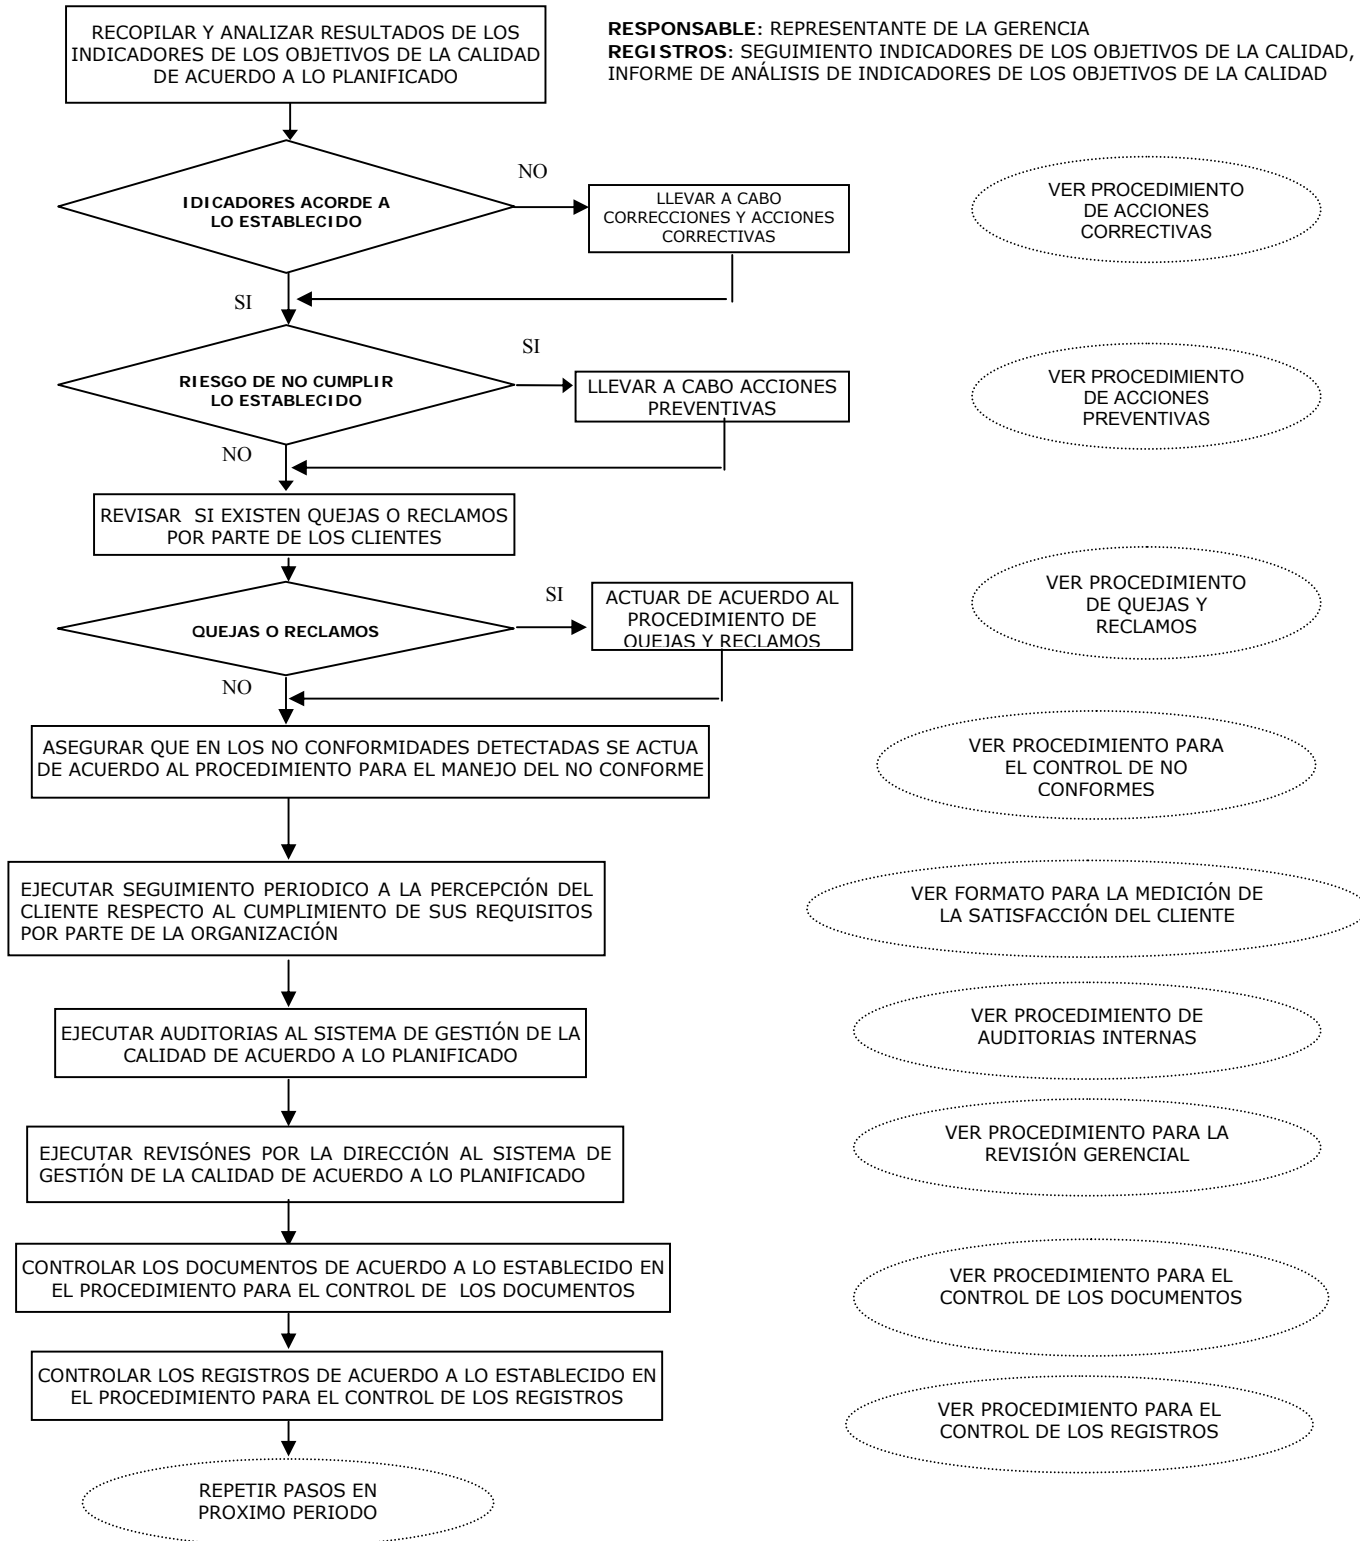 RECOPILAR Y ANALIZAR RESULTADOS DE LOS
INDICADORES DE LOS OBJETIVOS DE LA CALIDAD
DE ACUERDO A LO PLANIFICADO
RESPONSABLE: REPRESENTANTE DE LA GERENCIA
REGISTROS: SEGUIMIENTO INDICADORES DE LOS OBJETIVOS DE LA CALIDAD,
INFORME DE ANÁLISIS DE INDICADORES DE LOS OBJETIVOS DE LA CALIDAD
IDICADORES ACORDE A
LO ESTABLECIDO
NO
LLEVAR A CABO
CORRECCIONES Y ACCIONES
CORRECTIVAS
VER PROCEDIMIENTO
DE ACCIONES
CORRECTIVAS
SI
RIESGO DE NO CUMPLIR
LO ESTABLECIDO
SI
LLEVAR A CABO ACCIONES
PREVENTIVAS
VER PROCEDIMIENTO
DE ACCIONES
PREVENTIVAS
NO
REVISAR SI EXISTEN QUEJAS O RECLAMOS
POR PARTE DE LOS CLIENTES
QUEJAS O RECLAMOS
SI
ACTUAR DE ACUERDO AL
PROCEDIMIENTO DE
QUEJAS Y RECLAMOS
VER PROCEDIMIENTO
DE QUEJAS Y
RECLAMOS
NO
ASEGURAR QUE EN LOS NO CONFORMIDADES DETECTADAS SE ACTUA
DE ACUERDO AL PROCEDIMIENTO PARA EL MANEJO DEL NO CONFORME
VER PROCEDIMIENTO PARA
EL CONTROL DE NO
CONFORMES
EJECUTAR SEGUIMIENTO PERIODICO A LA PERCEPCIÓN DEL
CLIENTE RESPECTO AL CUMPLIMIENTO DE SUS REQUISITOS
POR PARTE DE LA ORGANIZACIÓN
VER FORMATO PARA LA MEDICIÓN DE
LA SATISFACCIÓN DEL CLIENTE
EJECUTAR AUDITORIAS AL SISTEMA DE GESTIÓN DE LA
CALIDAD DE ACUERDO A LO PLANIFICADO
VER PROCEDIMIENTO DE
AUDITORIAS INTERNAS
EJECUTAR REVISÓNES POR LA DIRECCIÓN AL SISTEMA DE
GESTIÓN DE LA CALIDAD DE ACUERDO A LO PLANIFICADO
VER PROCEDIMIENTO PARA LA
REVISIÓN GERENCIAL
CONTROLAR LOS DOCUMENTOS DE ACUERDO A LO ESTABLECIDO EN
EL PROCEDIMIENTO PARA EL CONTROL DE LOS DOCUMENTOS
VER PROCEDIMIENTO PARA EL
CONTROL DE LOS DOCUMENTOS
CONTROLAR LOS REGISTROS DE ACUERDO A LO ESTABLECIDO EN
EL PROCEDIMIENTO PARA EL CONTROL DE LOS REGISTROS
VER PROCEDIMIENTO PARA EL
CONTROL DE LOS REGISTROS
REPETIR PASOS EN
PROXIMO PERIODO